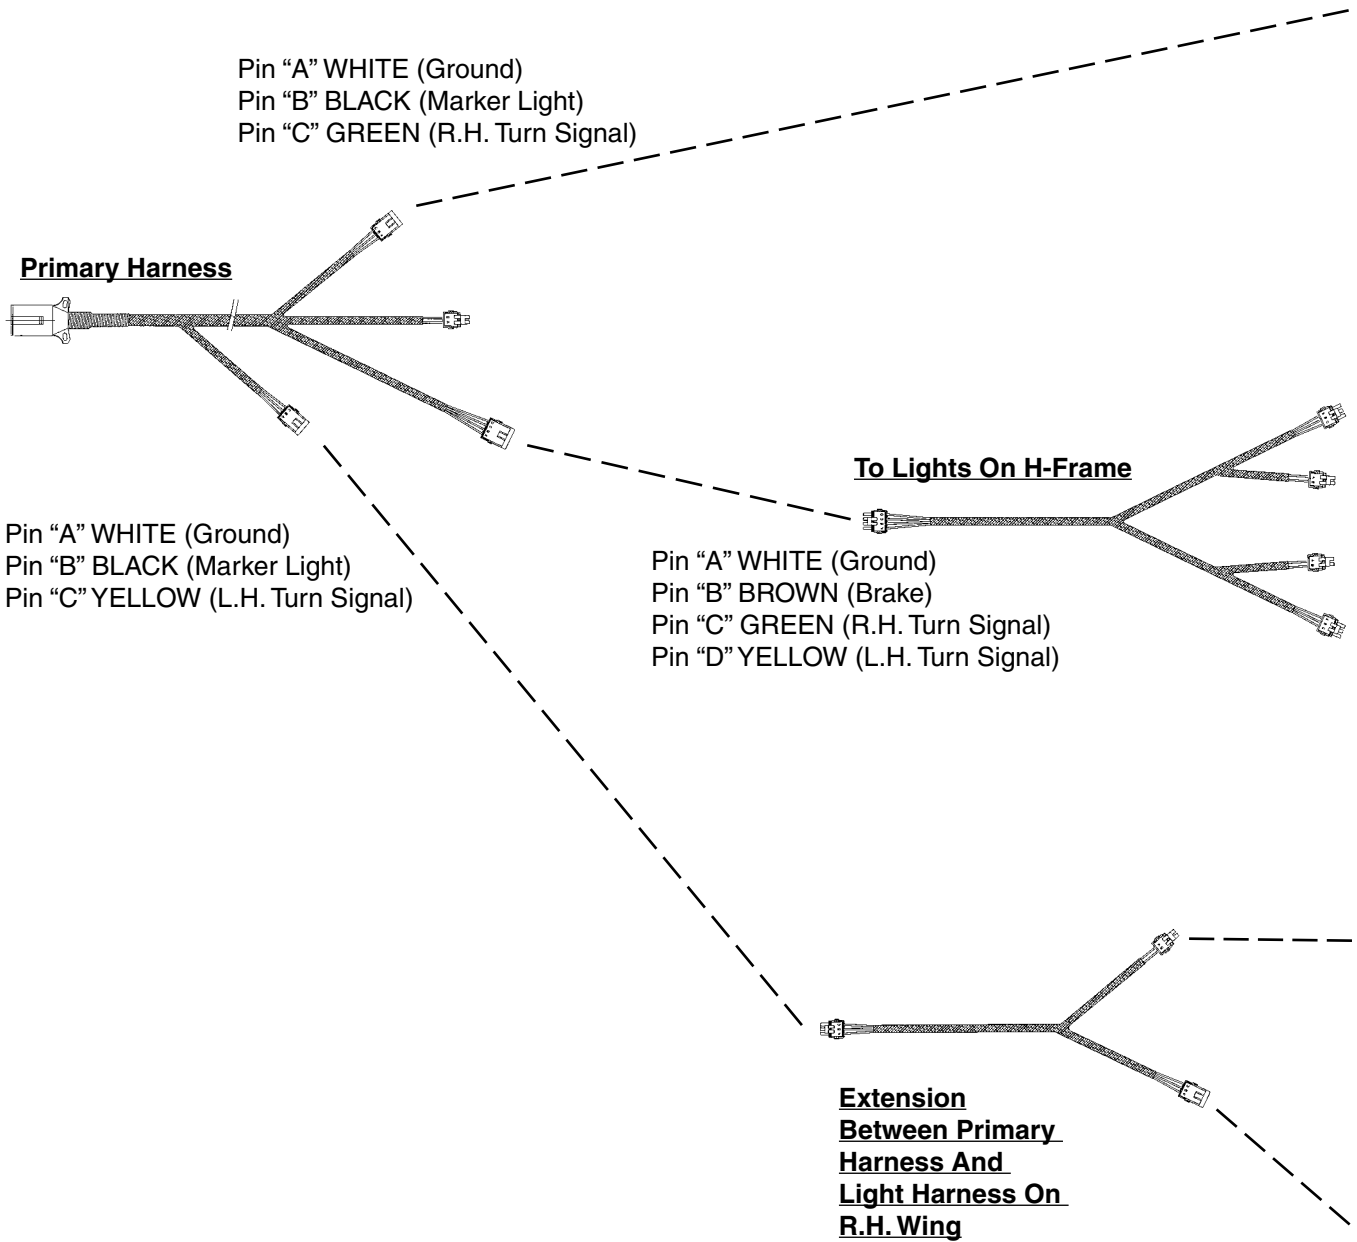 Pin “A” WHITE (Ground)
Pin “B” BLACK (Marker Light)
Pin “C” GREEN (R.H. Turn Signal)
Primary Harness
To Lights On H-Frame
Pin “A” WHITE (Ground)
Pin “B” BLACK (Marker Light)
Pin “C” YELLOW (L.H. Turn Signal)
Pin “A” WHITE (Ground)
Pin “B” BROWN (Brake)
Pin “C” GREEN (R.H. Turn Signal)
Pin “D” YELLOW (L.H. Turn Signal)
Extension
Between Primary
Harness And
Light Harness On
R.H. Wing